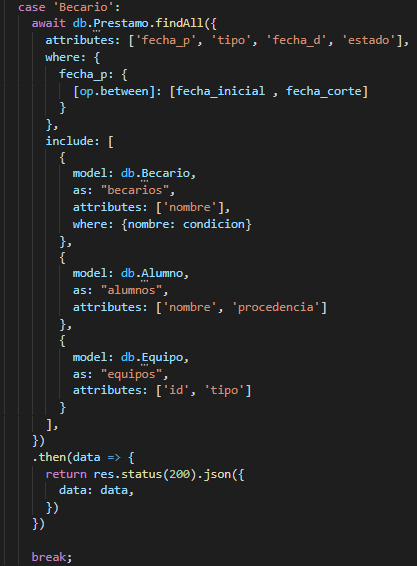 case 'Becario':
await db.Prestamo.findAll({
attributes: ['fecha_p', 'tipo', 'fecha_d', 'estado'],
where: {
fecha_p: {
[op.between]: [fecha_inicial , fecha_corte]
}
},
include: [
{
model: db.Becario,
as: "becarios",
attributes: ['nombre'],
where: {nombre: condicion}
},
{
model: db.Alumno,
as: "alumnos",
attributes: ['nombre', 'procedencia']
},
{
model: db.Equipo,
as: "equipos",
attributes: ['id', 'tipo']
}
],
})
.then(data => {
return res.status(200).json({
data: data,
})
})
break;